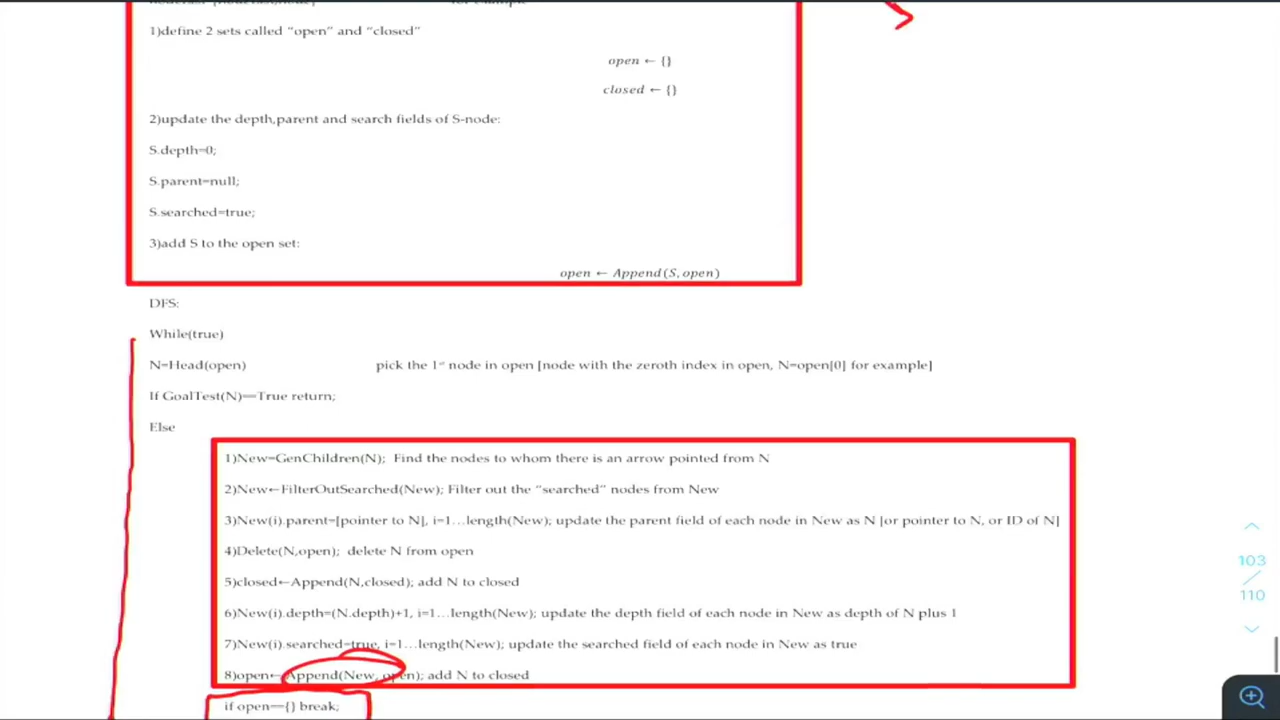 1)define 2 sets called “open” and “closed”
open ← {}
closed ← {}
2)update the depth,parent and search fields of S-node:
S.depth=0;
S.parent=null;
S.searched=true;
3)add S to the open set:
open ← Append(S, open)
DFS:
While(true)
N=Head(open) pick the 1st node in open [node with the zeroth index in open, N=open[0] for example]
If GoalTest(N)==True return;
Else
1)New=GenChildren(N); Find the nodes to whom there is an arrow pointed from N
2)New←FilterOutSearched(New); Filter out the “searched” nodes from New
3)New(i).parent=[pointer to N], i=1…length(New); update the parent field of each node in New as N [or pointer to N, or ID of N]
4)Delete(N,open); delete N from open
5)closed←Append(N,closed); add N to closed
6)New(i).depth=(N.depth)+1, i=1…length(New); update the depth field of each node in New as depth of N plus 1
7)New(i).searched=true, i=1…length(New); update the searched field of each node in New as true
8)open←Append(New, open); add N to closed
if open=={} break;
103
110